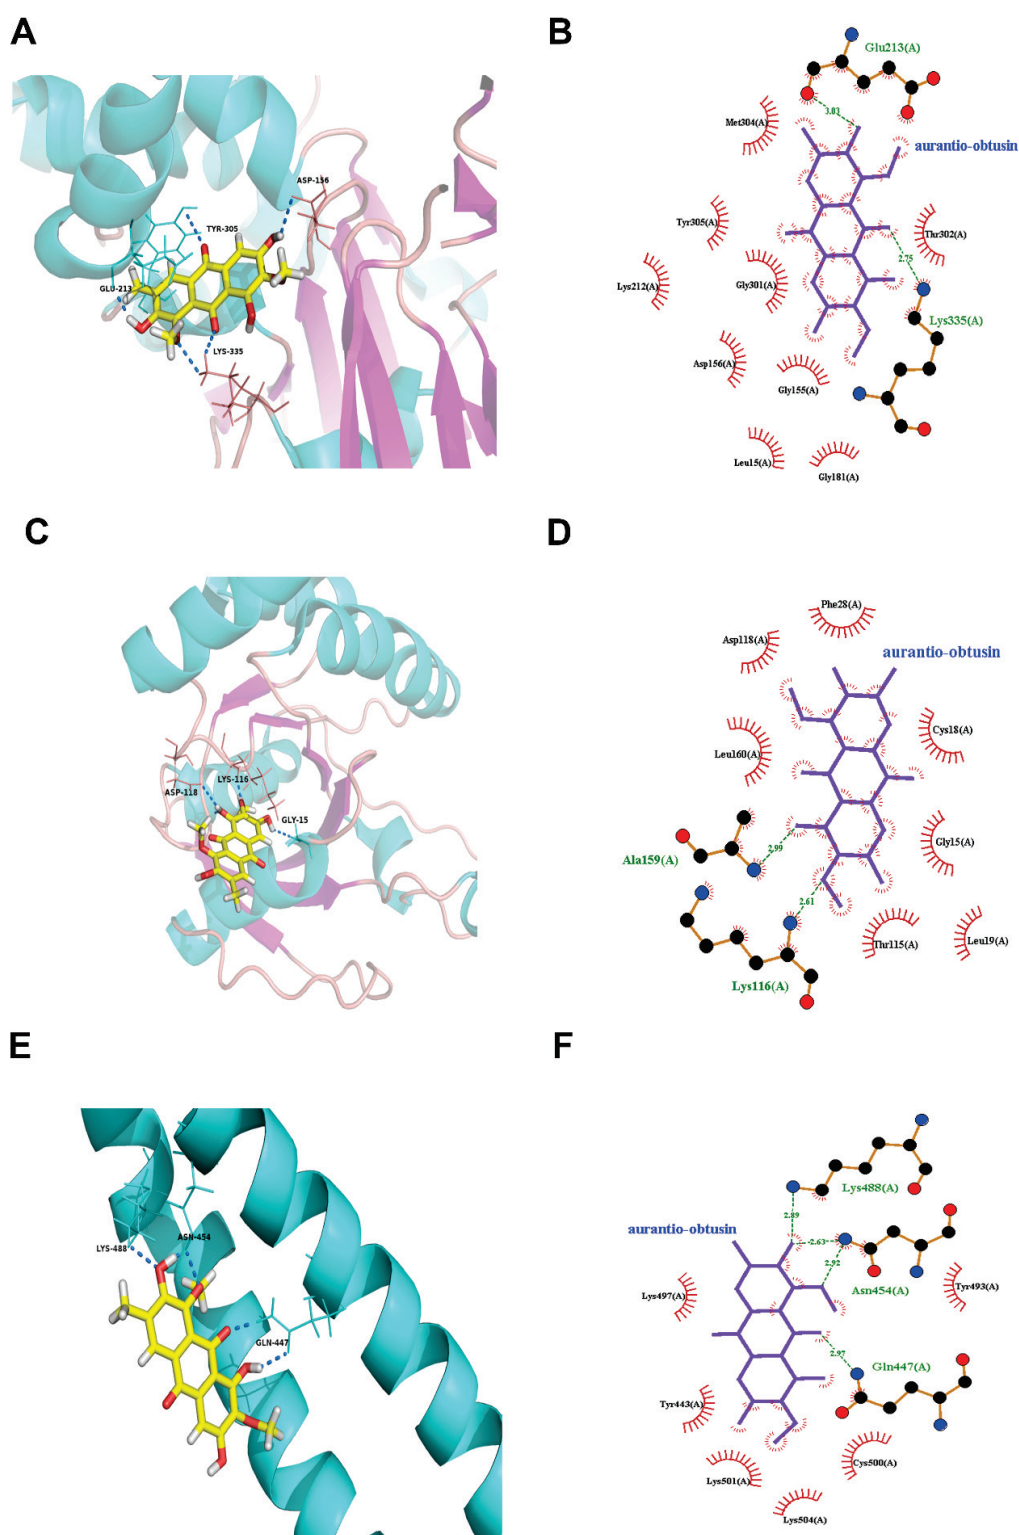 A
B
ASP-156
TYR-305
GLU-213
LYS-335
Glu213(A)
3.03
Met304(A)
aurantio-obtusin
Tyr305(A)
Thr302(A)
2.75
Lys212(A)
Gly301(A)
Lys335(A)
Asp156(A)
Gly155(A)
Leu15(A)
Gly181(A)
C
D
LYS-116
ASP-118
GLY-15
Phe28(A)
Asp118(A)
aurantio-obtusin
Cys18(A)
Leu160(A)
Gly15(A)
Ala159(A)
2.99
2.61
Thr115(A)
Leu19(A)
Lys116(A)
E
F
ASN-454
LYS-488
GLN-447
Lys488(A)
2.89
aurantio-obtusin
2.63
2.92
Asn454(A)
Tyr493(A)
Lys497(A)
2.97
Gln447(A)
Tyr443(A)
Cys500(A)
Lys501(A)
Lys504(A)